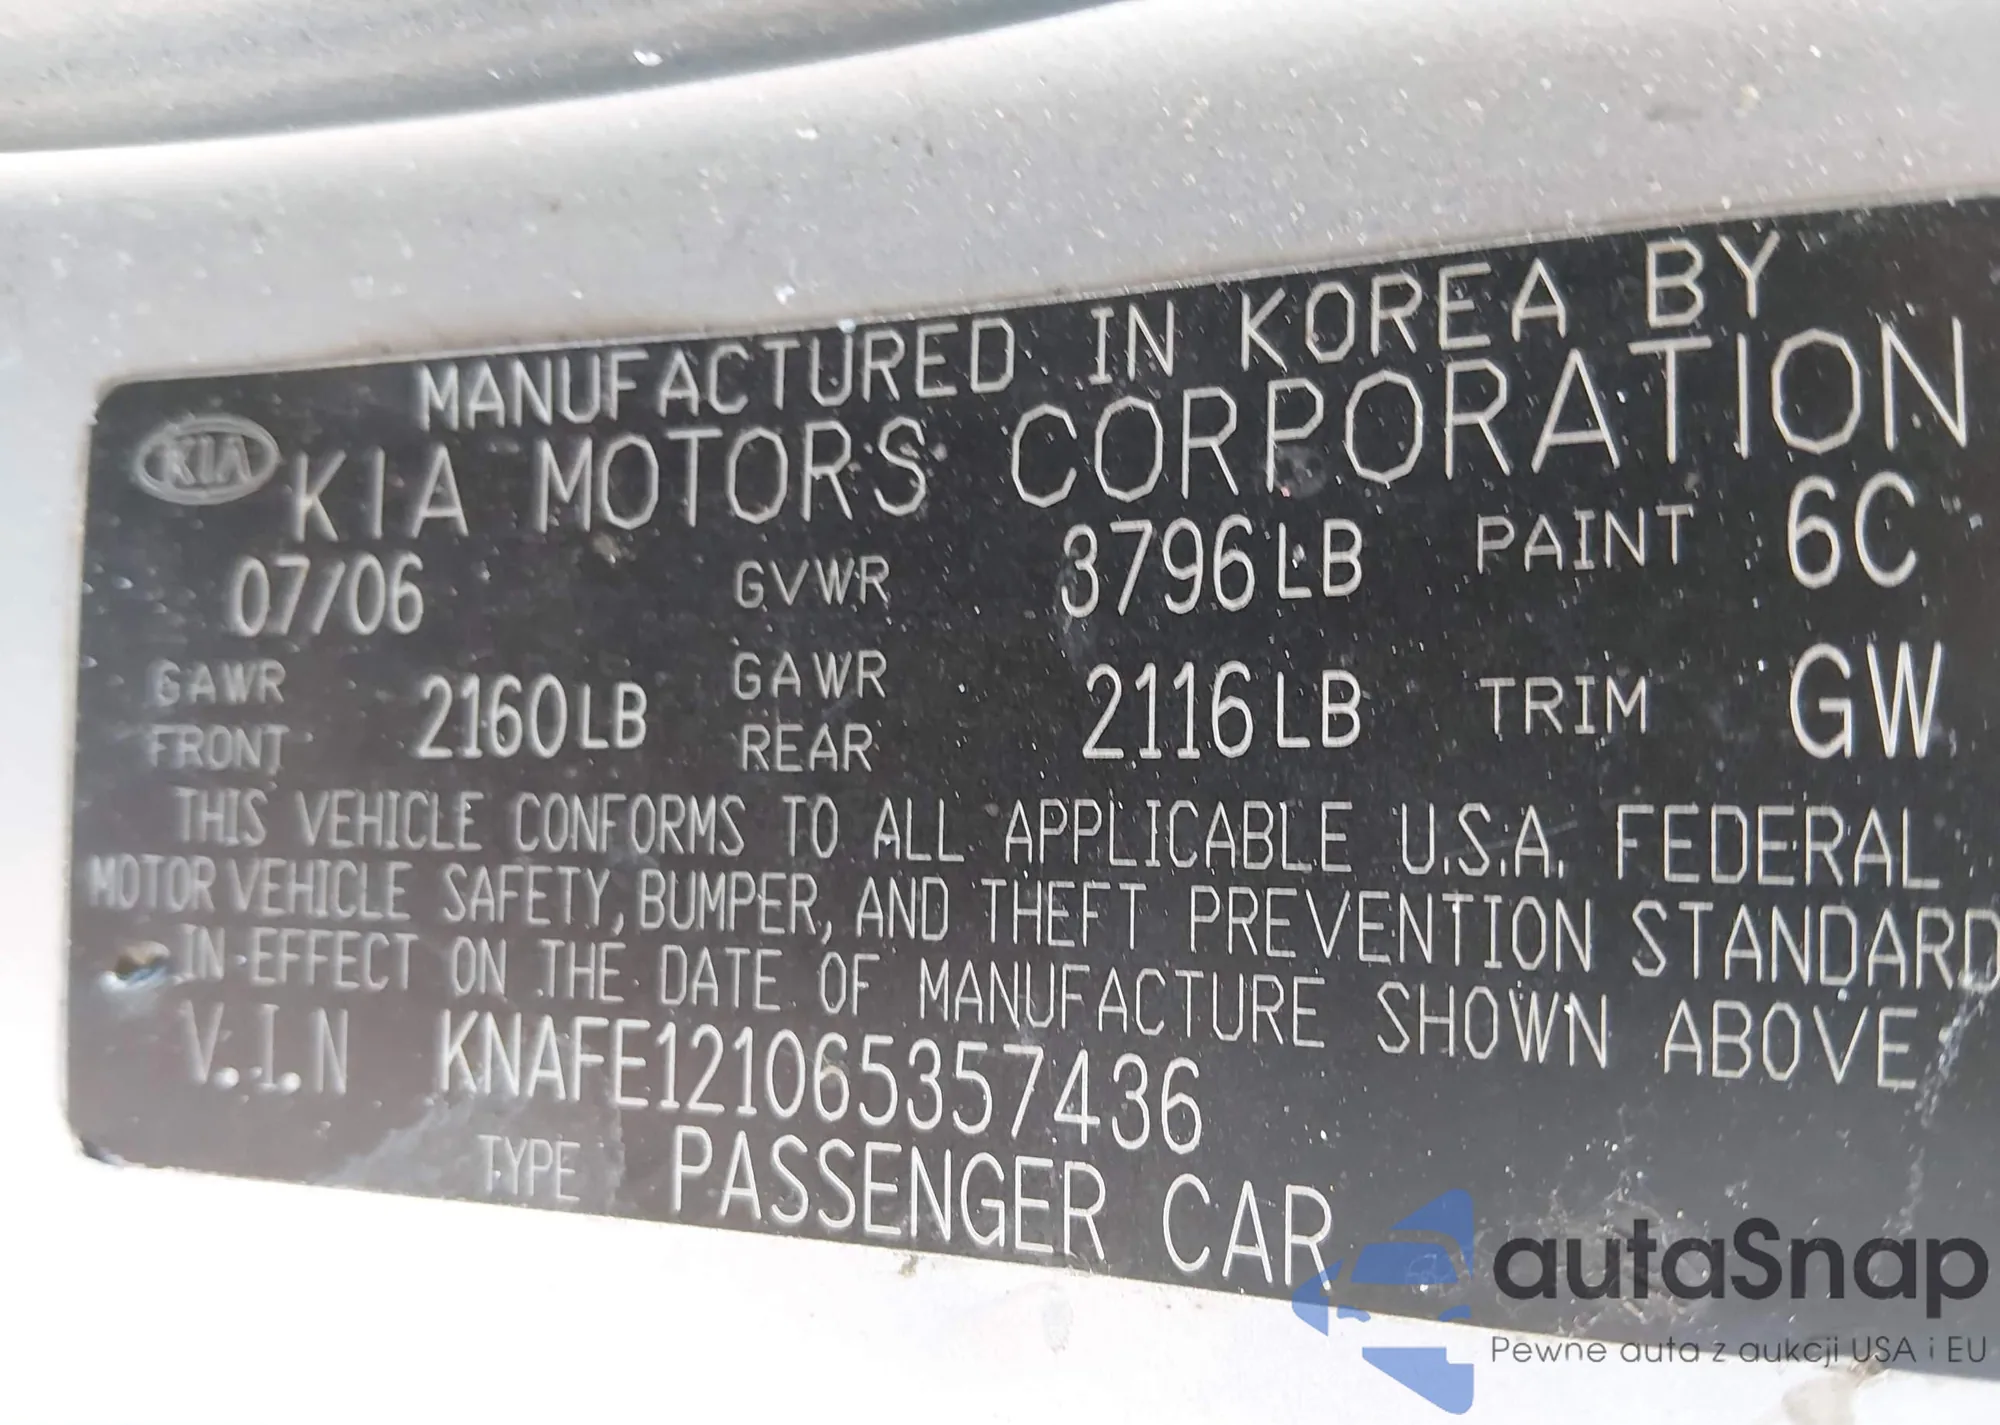 MANUFACTURED IN KOREA BY
KIA KIA MOTORS CORPORATION
07/06 GVWR 3796LB PAINT 6C
GAWR FRONT 2160LB GAWR REAR 2116LB TRIM GW
THIS VEHICLE CONFORMS TO ALL APPLICABLE U.S.A. FEDERAL
MOTOR VEHICLE SAFETY, BUMPER, AND THEFT PREVENTION STANDARD
IN EFFECT ON THE DATE OF MANUFACTURE SHOWN ABOVE
V.I.N KNAFE121065357436
TYPE PASSENGER CAR
autaSnap
Pewne auta z aukcji USA i EU